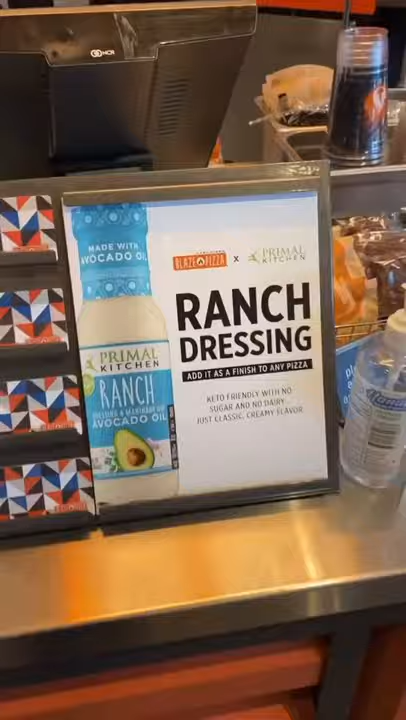 NCR
MADE WITH
AVOCADO OIL
PRIMAL
KITCHEN
RANCH
AVOCADO OIL
BLAZE PIZZA x PRIMAL
KITCHEN
RANCH
DRESSING
ADD IT AS A FINISH TO ANY PIZZA
KETO FRIENDLY WITH NO
SUGAR AND NO DAIRY...
JUST CLASSIC, CREAMY FLAVOR